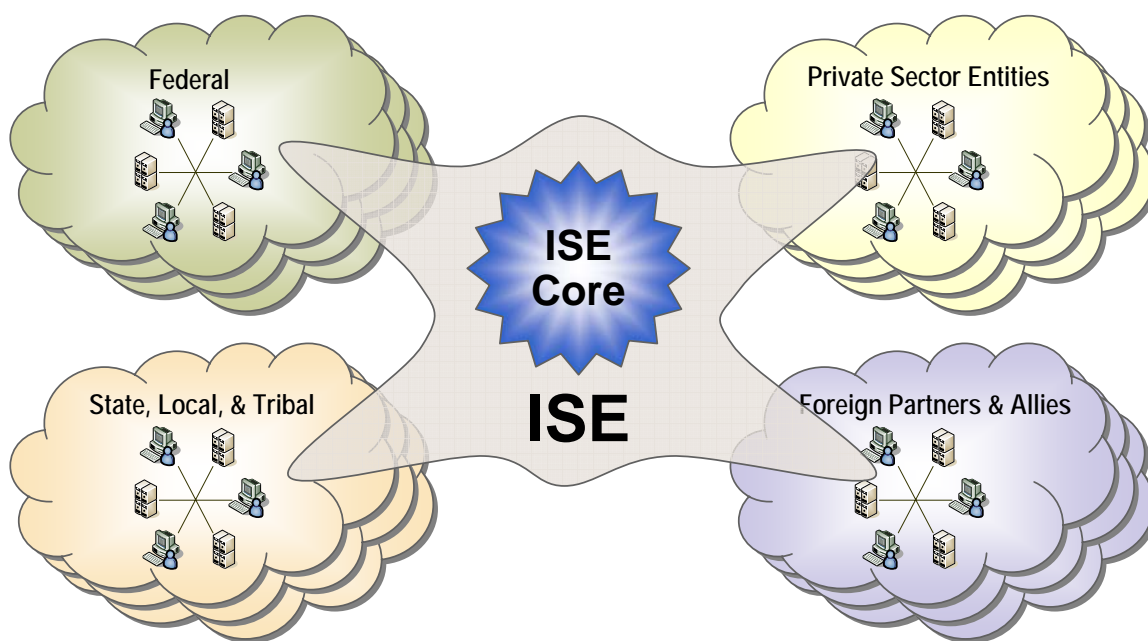 Federal
Private Sector Entities
ISE
Core
ISE
State, Local, & Tribal
Foreign Partners & Allies